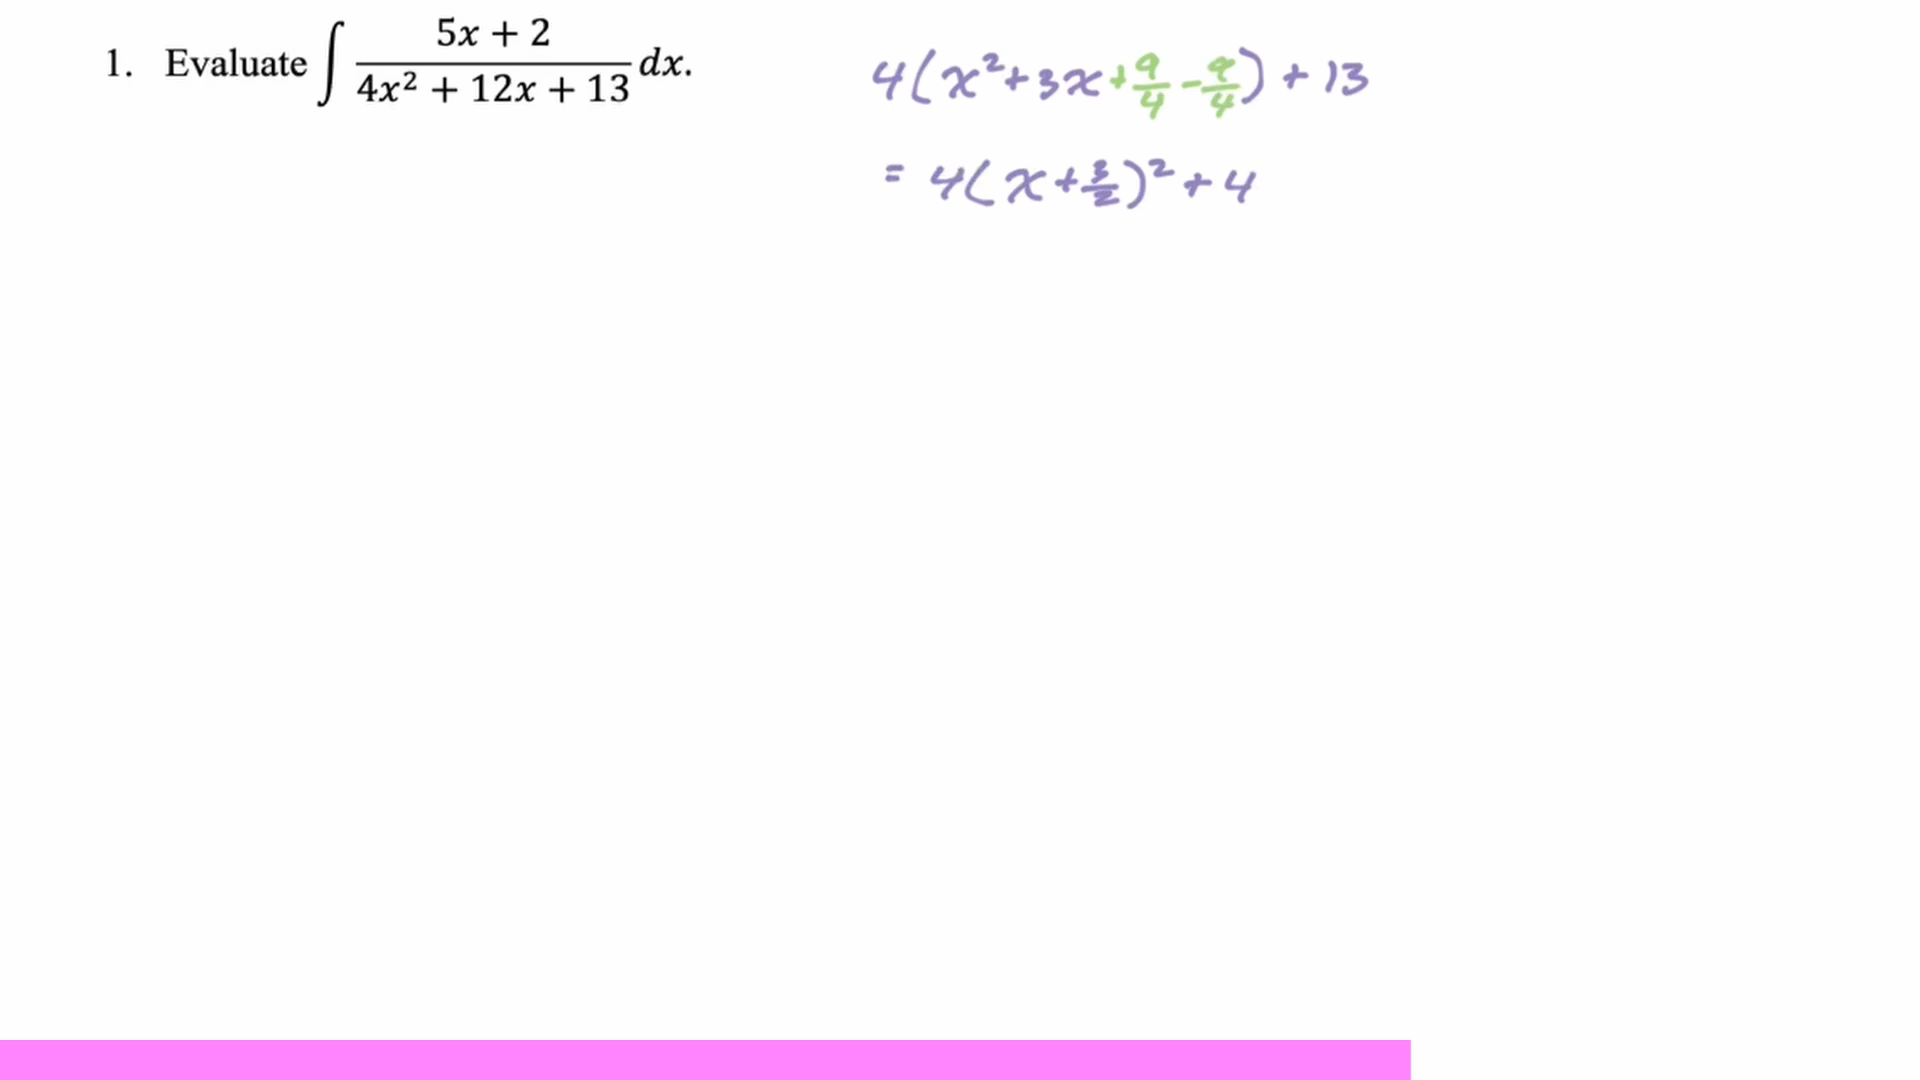 1. Evaluate ∫ (5x + 2)/(4x² + 12x + 13) dx.
4(x² + 3x + 9/4 - 9/4) + 13
= 4(x + 3/2)² + 4